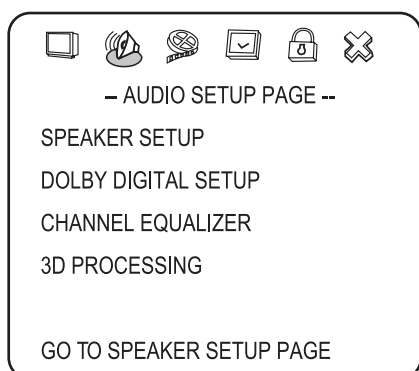 – AUDIO SETUP PAGE --
SPEAKER SETUP
DOLBY DIGITAL SETUP
CHANNEL EQUALIZER
3D PROCESSING
GO TO SPEAKER SETUP PAGE